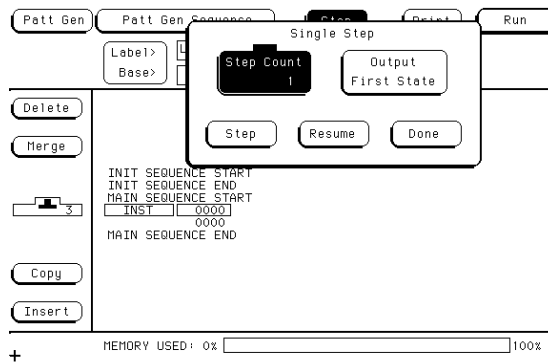 Patt Gen
Patt Gen Sequence
Step
Print
Run
Single Step
Label>
Base>
Step Count
1
Output
First State
Step
Resume
Done
Delete
Merge
3
Copy
Insert
INIT SEQUENCE START
INIT SEQUENCE END
MAIN SEQUENCE START
INST 0000
0000
MAIN SEQUENCE END
MEMORY USED: 0% 100%